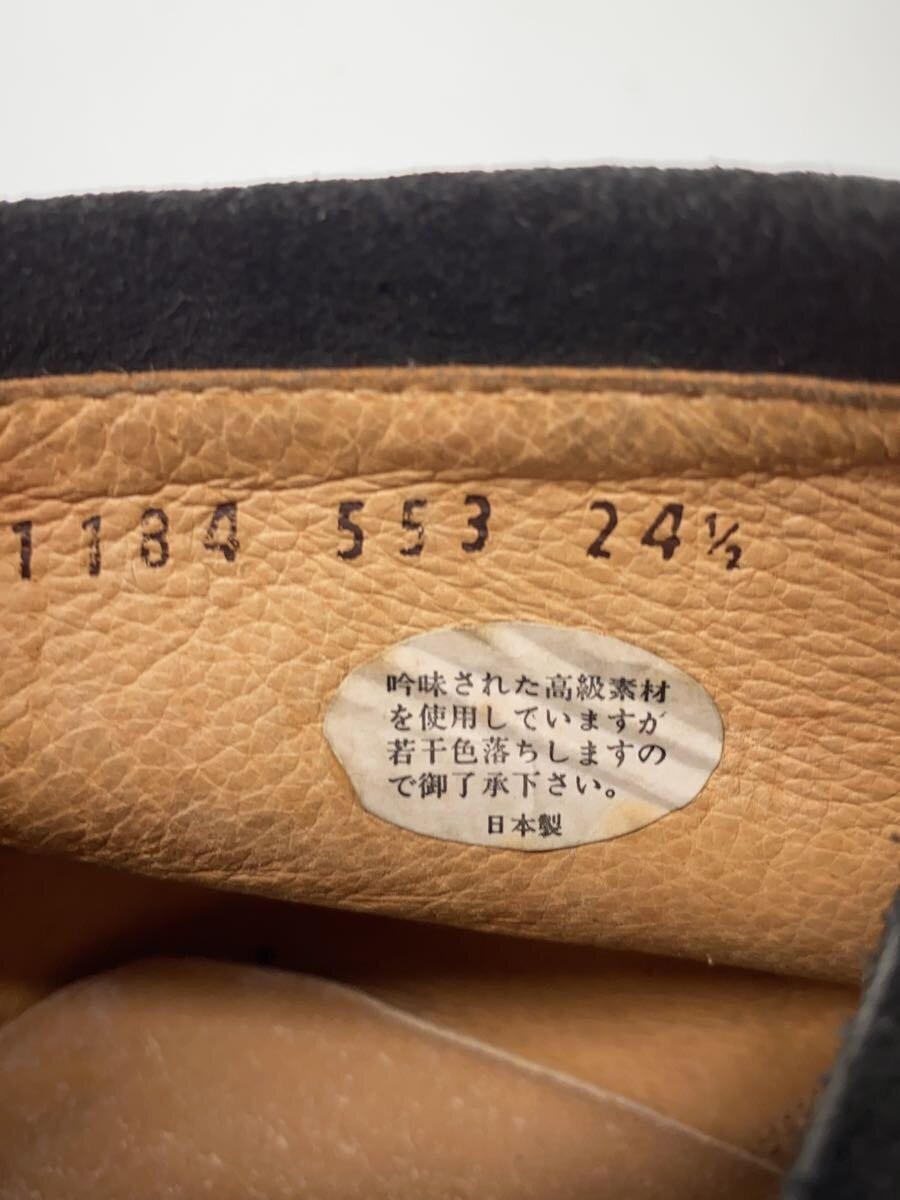 1184 553 24½
吟味された高級素材
を使用していますが
若干色落ちしますの
で御了承下さい。
日本製